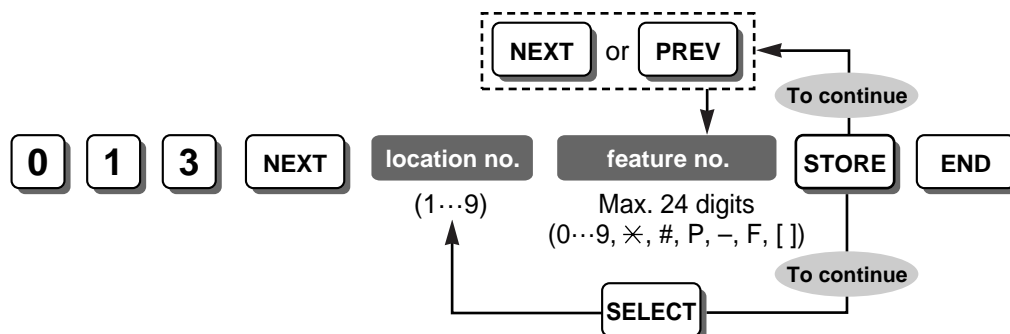 NEXT or PREV
To continue
0 1 3 NEXT location no. feature no. STORE END
(1···9) Max. 24 digits
(0···9, ✳, #, P, –, F, [ ])
To continue
SELECT